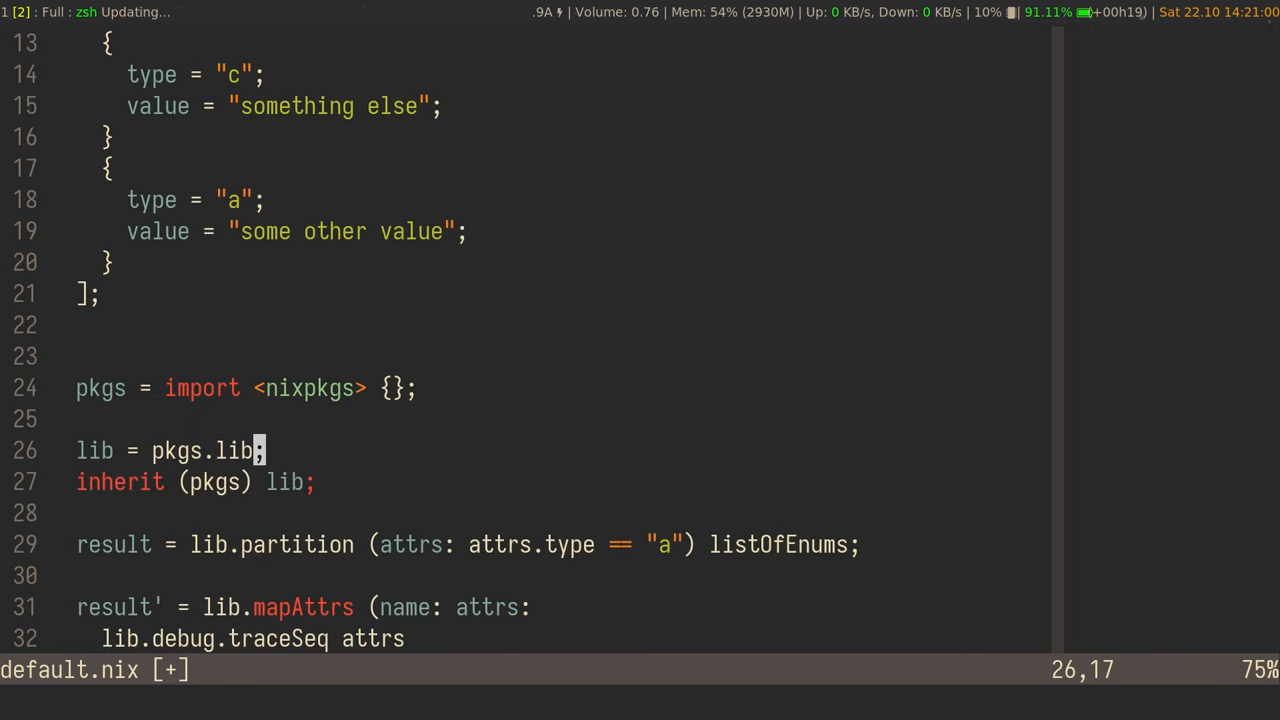 1 [2] : Full : zsh Updating... .9A | Volume: 0.76 | Mem: 54% (2930M) | Up: 0 KB/s, Down: 0 KB/s | 10% | 91.11% (+00h19) | Sat 22.10 14:21:00
13 {
14 type = "c";
15 value = "something else";
16 }
17 {
18 type = "a";
19 value = "some other value";
20 }
21 ];
22
23
24 pkgs = import <nixpkgs> {};
25
26 lib = pkgs.lib;
27 inherit (pkgs) lib;
28
29 result = lib.partition (attrs: attrs.type == "a") listOfEnums;
30
31 result' = lib.mapAttrs (name: attrs:
32 lib.debug.traceSeq attrs
default.nix [+] 26,17 75%